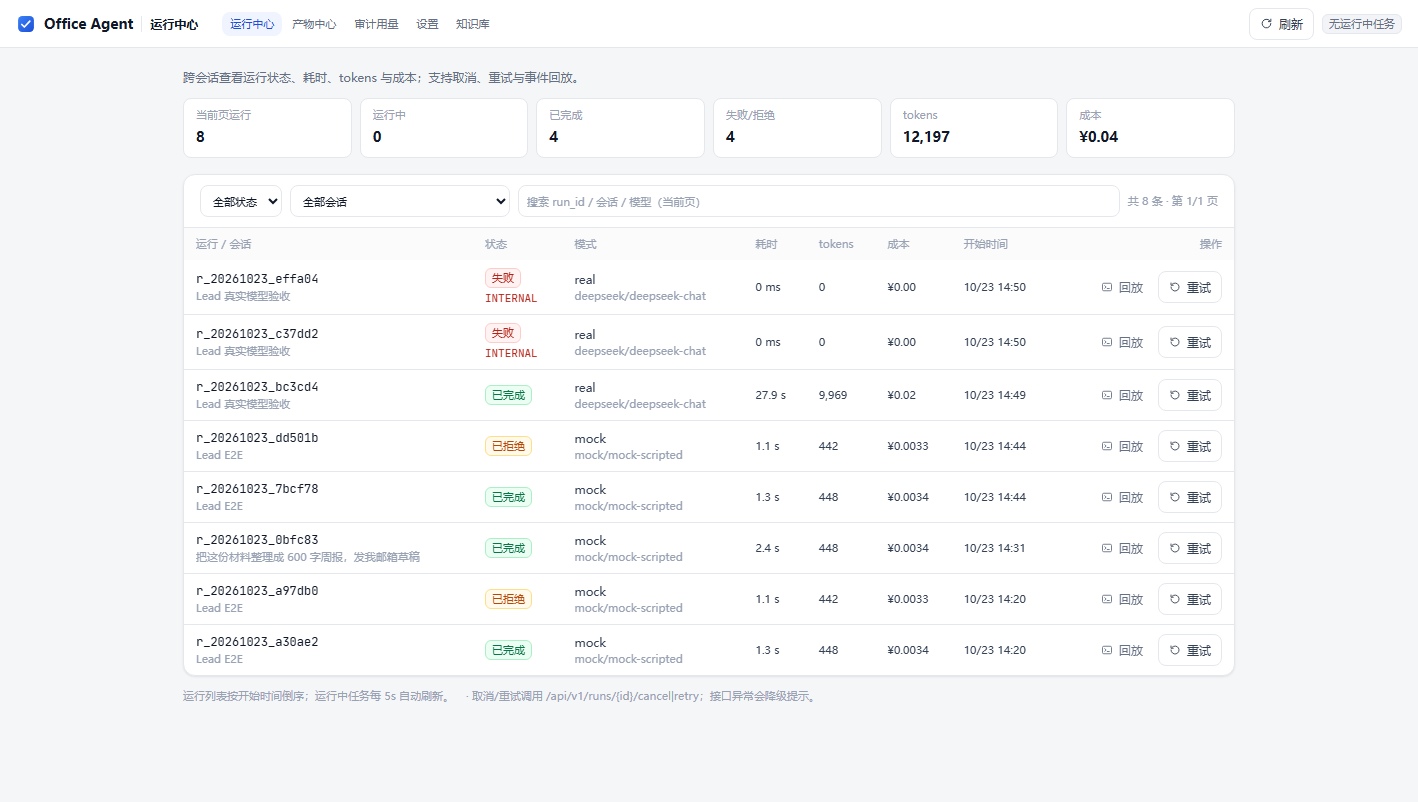 Office Agent 运行中心 运行中心 产物中心 审计用量 设置 知识库 刷新 无运行中任务
跨会话查看运行状态、耗时、tokens 与成本；支持取消、重试与事件回放。
当前页运行 运行中 已完成 失败/拒绝 tokens 成本
8 0 4 4 12,197 ¥0.04
全部状态 全部会话 搜索 run_id / 会话 / 模型（当前页） 共 8 条 · 第 1/1 页
运行 / 会话 状态 模式 耗时 tokens 成本 开始时间 操作
r_20261023_effa04 失败 real 0 ms 0 ¥0.00 10/23 14:50 回放 重试
Lead 真实模型验收 INTERNAL deepseek/deepseek-chat
r_20261023_c37dd2 失败 real 0 ms 0 ¥0.00 10/23 14:50 回放 重试
Lead 真实模型验收 INTERNAL deepseek/deepseek-chat
r_20261023_bc3cd4 已完成 real 27.9 s 9,969 ¥0.02 10/23 14:49 回放 重试
Lead 真实模型验收 deepseek/deepseek-chat
r_20261023_dd501b 已拒绝 mock 1.1 s 442 ¥0.0033 10/23 14:44 回放 重试
Lead E2E mock/mock-scripted
r_20261023_7bcf78 已完成 mock 1.3 s 448 ¥0.0034 10/23 14:44 回放 重试
Lead E2E mock/mock-scripted
r_20261023_0bfc83 已完成 mock 2.4 s 448 ¥0.0034 10/23 14:31 回放 重试
把这份材料整理成 600 字周报，发我邮箱草稿 mock/mock-scripted
r_20261023_a97db0 已拒绝 mock 1.1 s 442 ¥0.0033 10/23 14:20 回放 重试
Lead E2E mock/mock-scripted
r_20261023_a30ae2 已完成 mock 1.3 s 448 ¥0.0034 10/23 14:20 回放 重试
Lead E2E mock/mock-scripted
运行列表按开始时间倒序；运行中任务每 5s 自动刷新。 · 取消/重试调用 /api/v1/runs/{id}/cancel|retry；接口异常会降级提示。